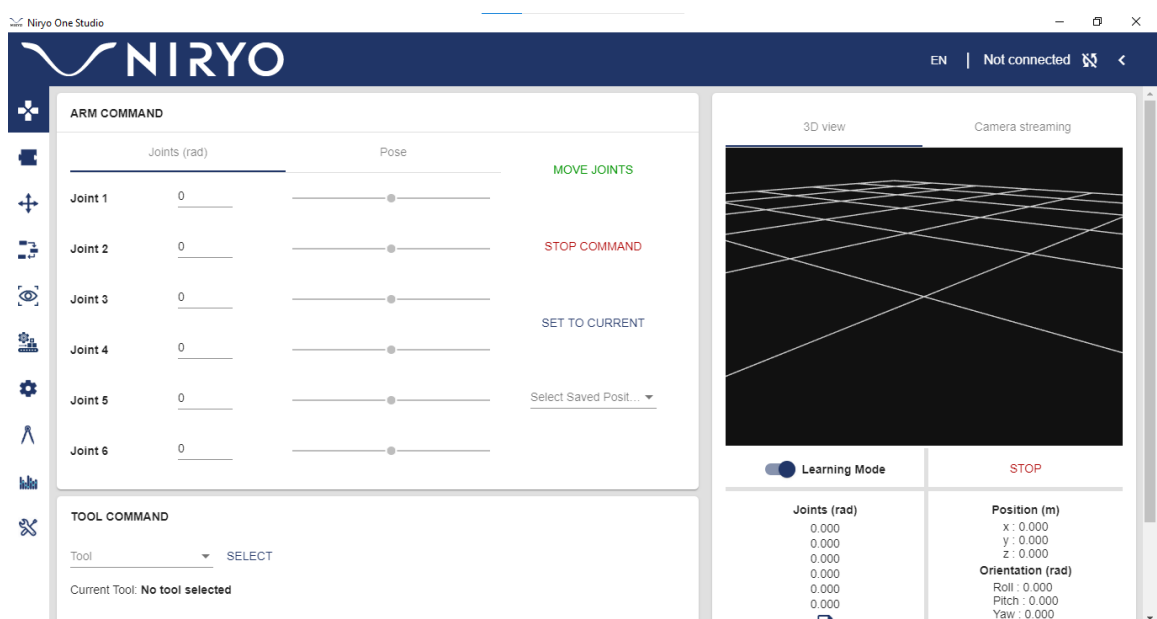 Niryo One Studio
NIRYO
EN | Not connected
ARM COMMAND
Joints (rad)
Pose
MOVE JOINTS
Joint 1
0
Joint 2
0
STOP COMMAND
Joint 3
0
SET TO CURRENT
Joint 4
0
Joint 5
0
Select Saved Posit...
Joint 6
0
TOOL COMMAND
Tool
SELECT
Current Tool: No tool selected
3D view
Camera streaming
Learning Mode
STOP
Joints (rad)
0.000
0.000
0.000
0.000
0.000
0.000
Position (m)
x : 0.000
y : 0.000
z : 0.000
Orientation (rad)
Roll : 0.000
Pitch : 0.000
Yaw : 0.000